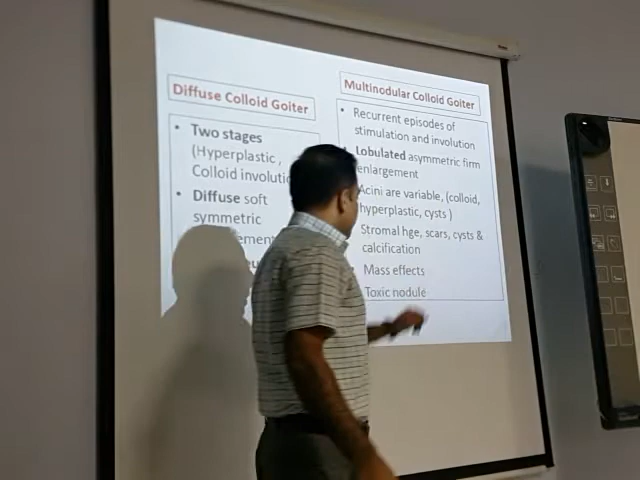 Diffuse Colloid Goiter
• Two stages
(Hyperplastic ,
Colloid
• Diffuse soft
symmetric
Multinodular Colloid Goiter
• Recurrent episodes of
stimulation and involution
Lobulated asymmetric firm
enlargement
Acini are variable, (colloid,
hyperplastic, cysts )
Stromal hge, scars, cysts &
calcification
Mass effects
Toxic nodule